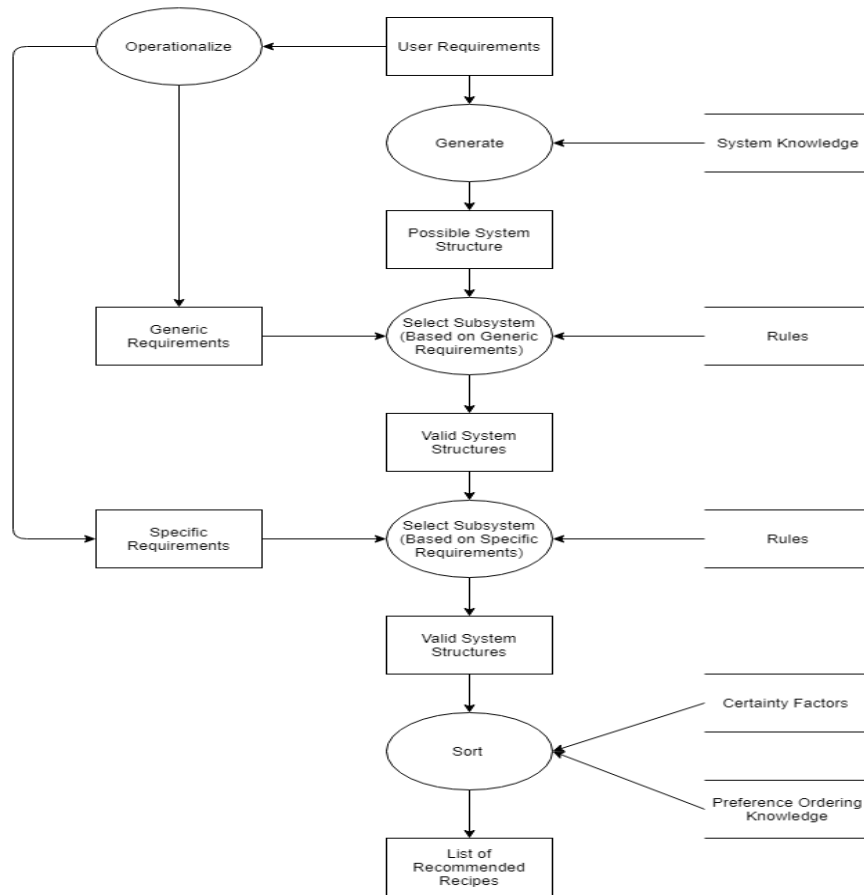 Operationalize
User Requirements
Generate
System Knowledge
Possible System
Structure
Generic
Requirements
Select Subsystem
(Based on Generic
Requirements)
Rules
Valid System
Structures
Specific
Requirements
Select Subsystem
(Based on Specific
Requirements)
Rules
Valid System
Structures
Certainty Factors
Sort
Preference Ordering
Knowledge
List of
Recommended
Recipes